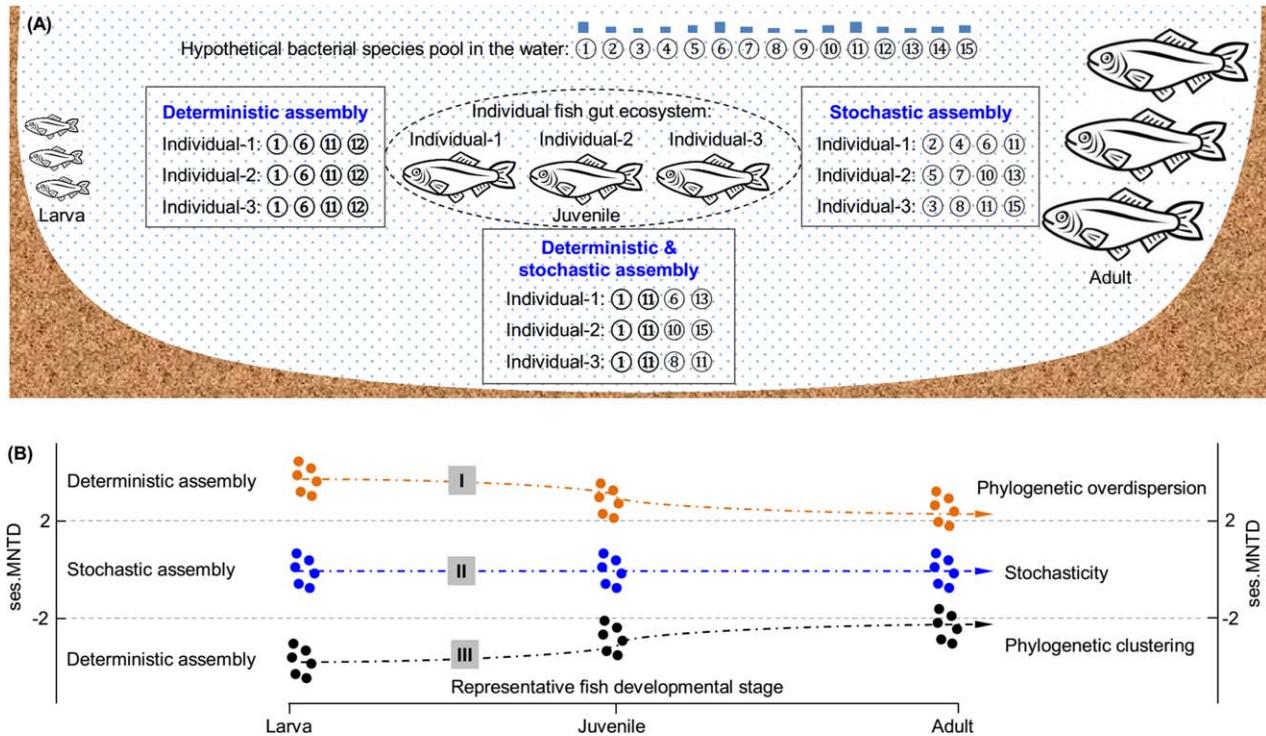 (A)
Hypothetical bacterial species pool in the water: 1 2 3 4 5 6 7 8 9 10 11 12 13 14 15
Deterministic assembly
Individual-1: 1 6 11 12
Individual-2: 1 6 11 12
Individual-3: 1 6 11 12
Individual fish gut ecosystem:
Individual-1 Individual-2 Individual-3
Juvenile
Stochastic assembly
Individual-1: 2 4 6 11
Individual-2: 5 7 10 13
Individual-3: 3 8 11 15
Larva
Adult
Deterministic &
stochastic assembly
Individual-1: 1 11 6 13
Individual-2: 1 11 10 15
Individual-3: 1 11 8 11
(B)
ses.MNTD
Deterministic assembly
I
Phylogenetic overdispersion
2
2
Stochastic assembly
II
Stochasticity
-2
-2
Deterministic assembly
III
Phylogenetic clustering
ses.MNTD
Representative fish developmental stage
Larva
Juvenile
Adult